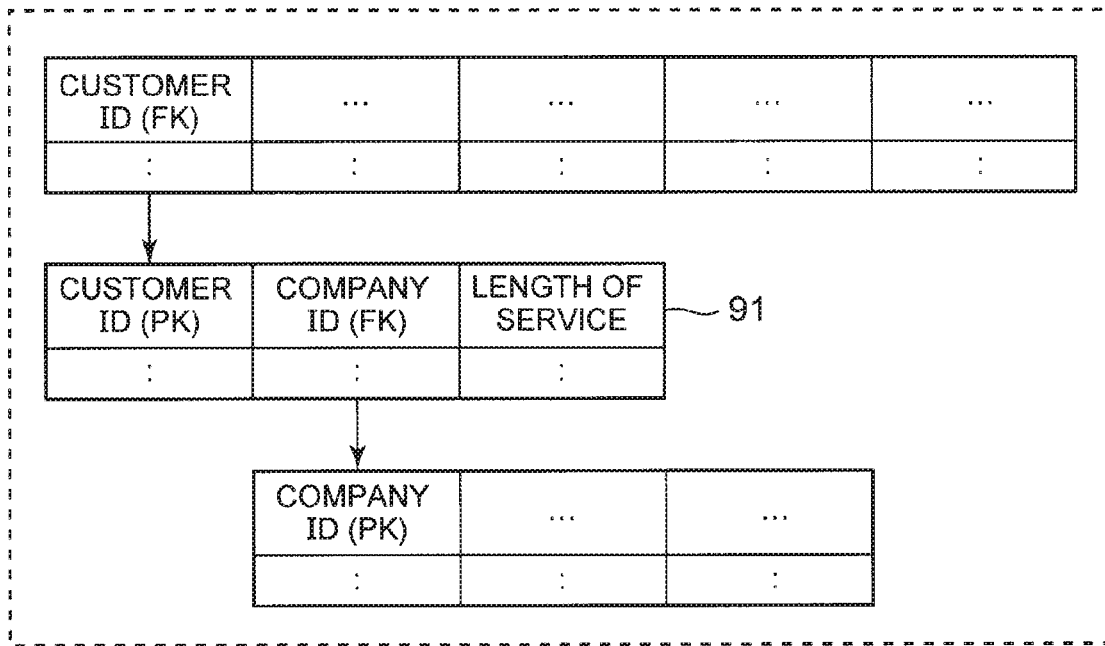 CUSTOMER ID (FK) ... ... ... ...
: : : : :
CUSTOMER ID (PK) COMPANY ID (FK) LENGTH OF SERVICE 91
: : :
COMPANY ID (PK) ... ...
: : :